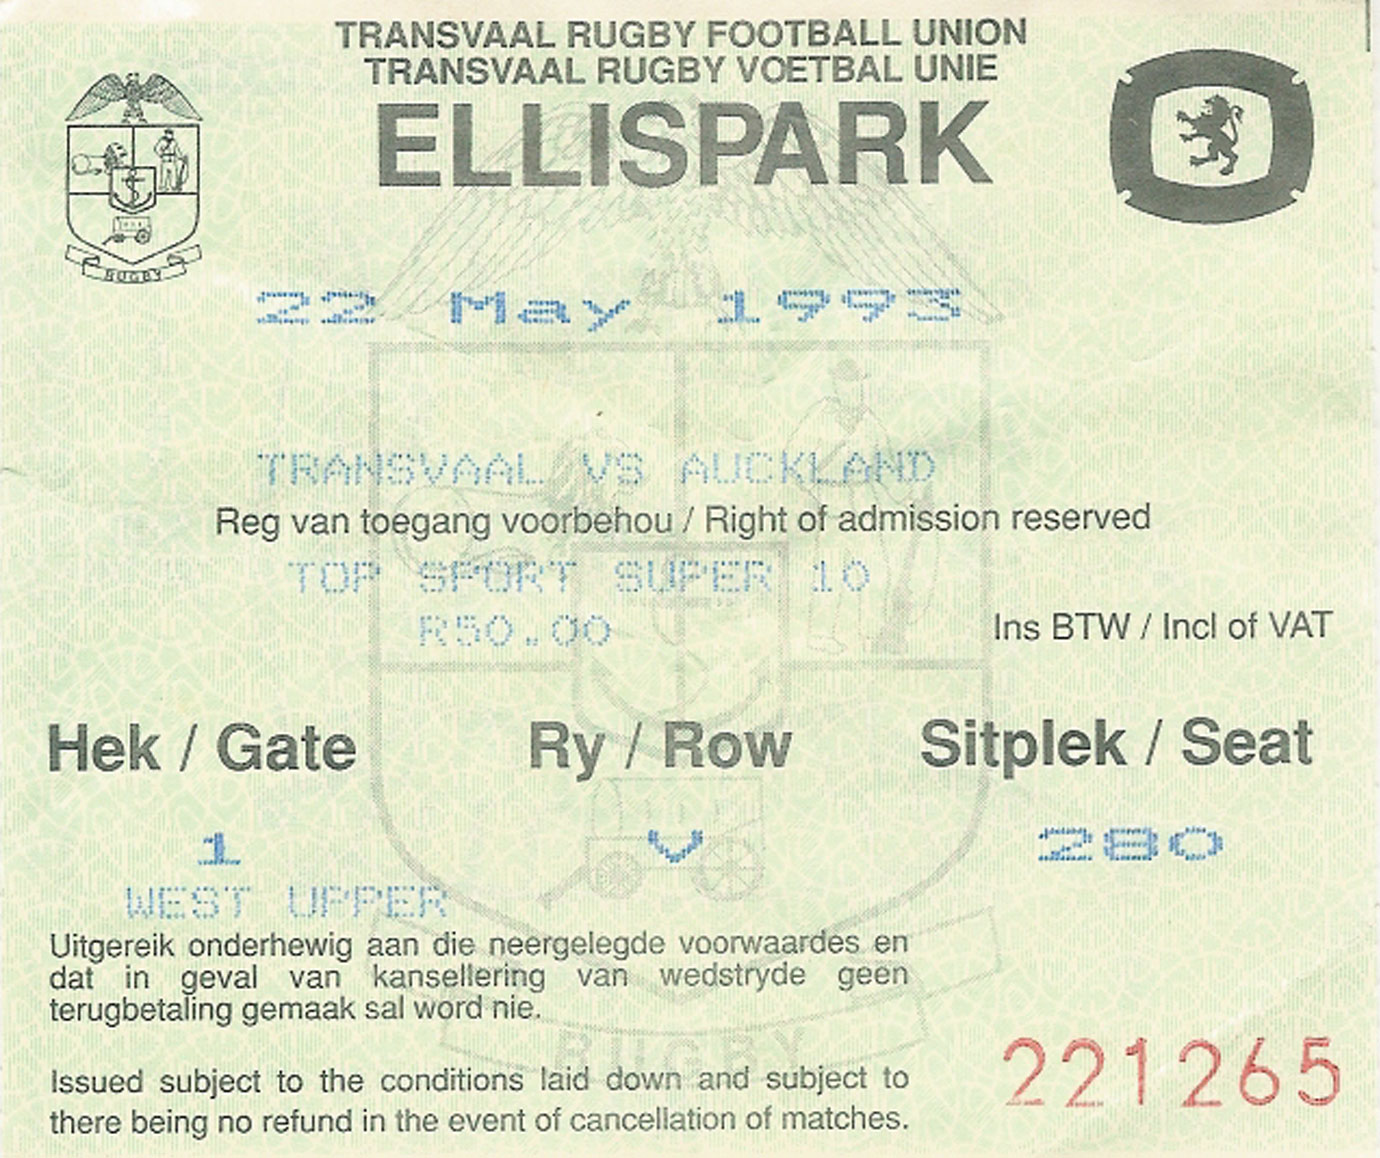 TRANSVAAL RUGBY FOOTBALL UNION
TRANSVAAL RUGBY VOETBAL UNIE
ELLISPARK
RUGBY
22 May 1993
TRANSVAAL VS AUCKLAND
Reg van toegang voorbehou / Right of admission reserved
TOP SPORT SUPER 10
R50.00
Ins BTW / Incl of VAT
Hek / Gate Ry / Row Sitplek / Seat
1 V 280
WEST UPPER
Uitgereik onderhewig aan die neergelegde voorwaardes en
dat in geval van kansellering van wedstryde geen
terugbetaling gemaak sal word nie.
RUGBY
Issued subject to the conditions laid down and subject to
there being no refund in the event of cancellation of matches.
221265